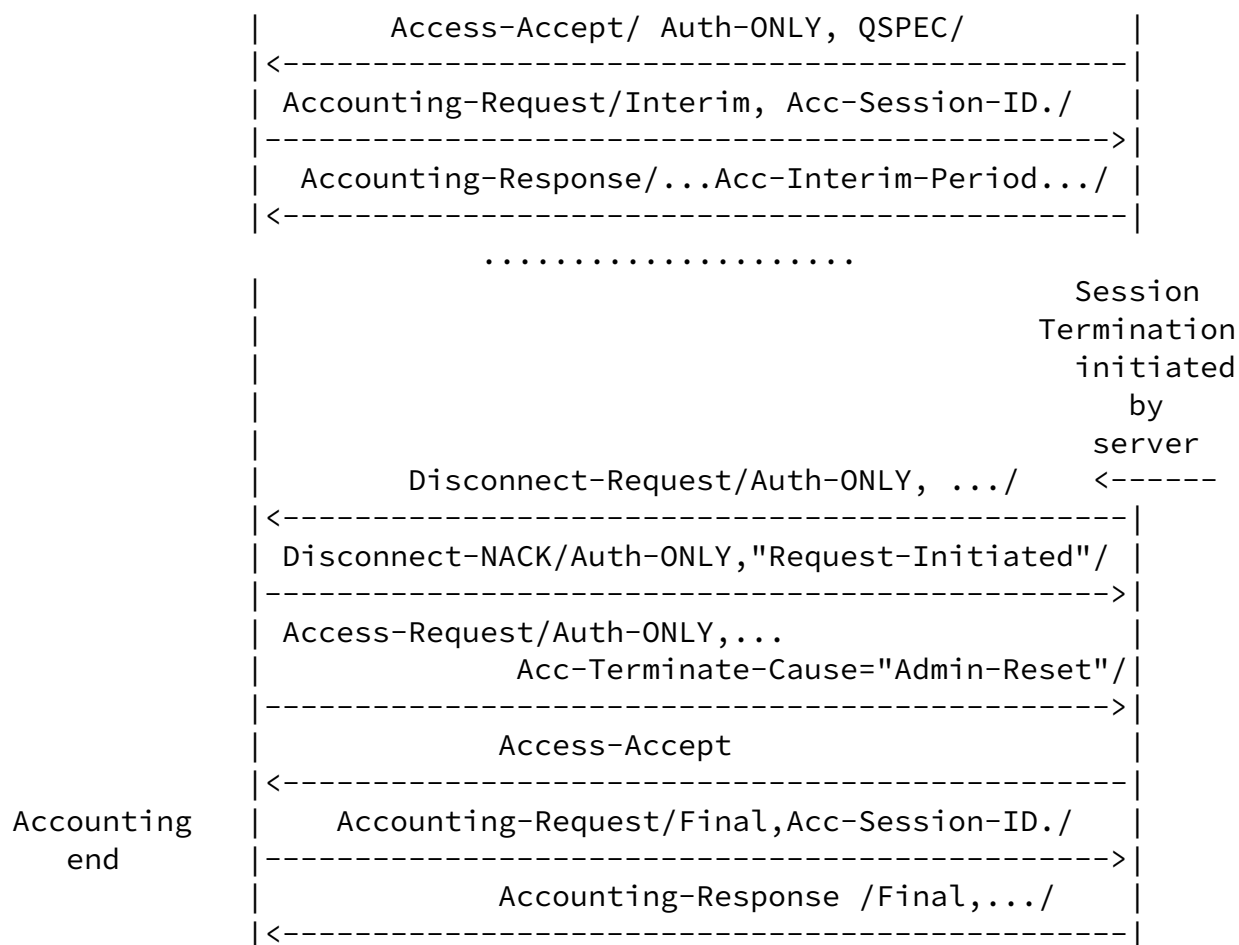 Access-Accept/ Auth-ONLY, QSPEC/
Accounting-Request/Interim, Acc-Session-ID./
Accounting-Response/...Acc-Interim-Period.../
.....................
Session
Termination
initiated
by
server
Disconnect-Request/Auth-ONLY, .../
Disconnect-NACK/Auth-ONLY,"Request-Initiated"/
Access-Request/Auth-ONLY,...
Acc-Terminate-Cause="Admin-Reset"/
Access-Accept
Accounting
end
Accounting-Request/Final,Acc-Session-ID./
Accounting-Response /Final,.../